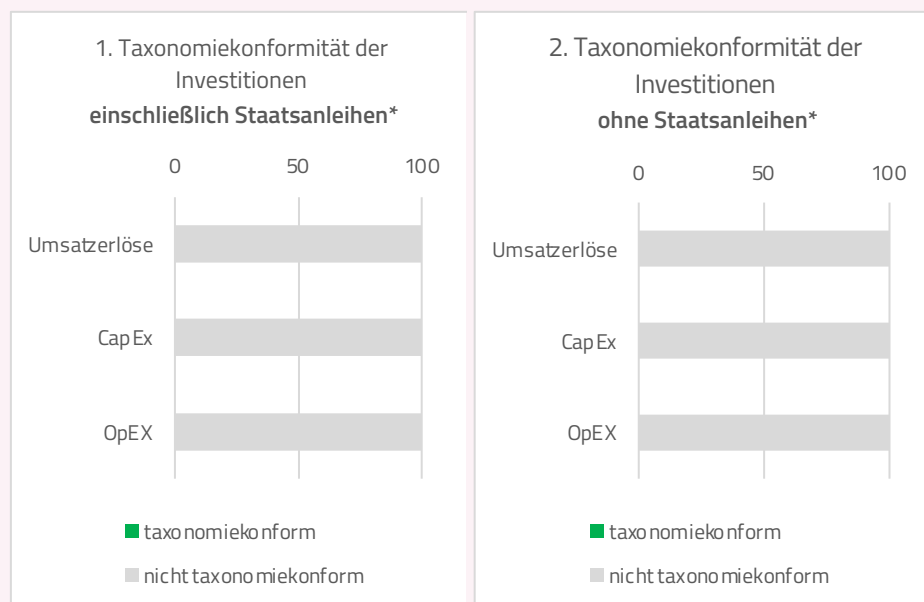 1. Taxonomiekonformität der
Investitionen
einschließlich Staatsanleihen*
0 50 100
Umsatzerlöse
CapEx
OpEX
taxonomiekonform
nicht taxonomiekonform
2. Taxonomiekonformität der
Investitionen
ohne Staatsanleihen*
0 50 100
Umsatzerlöse
CapEx
OpEX
taxonomiekonform
nicht taxonomiekonform